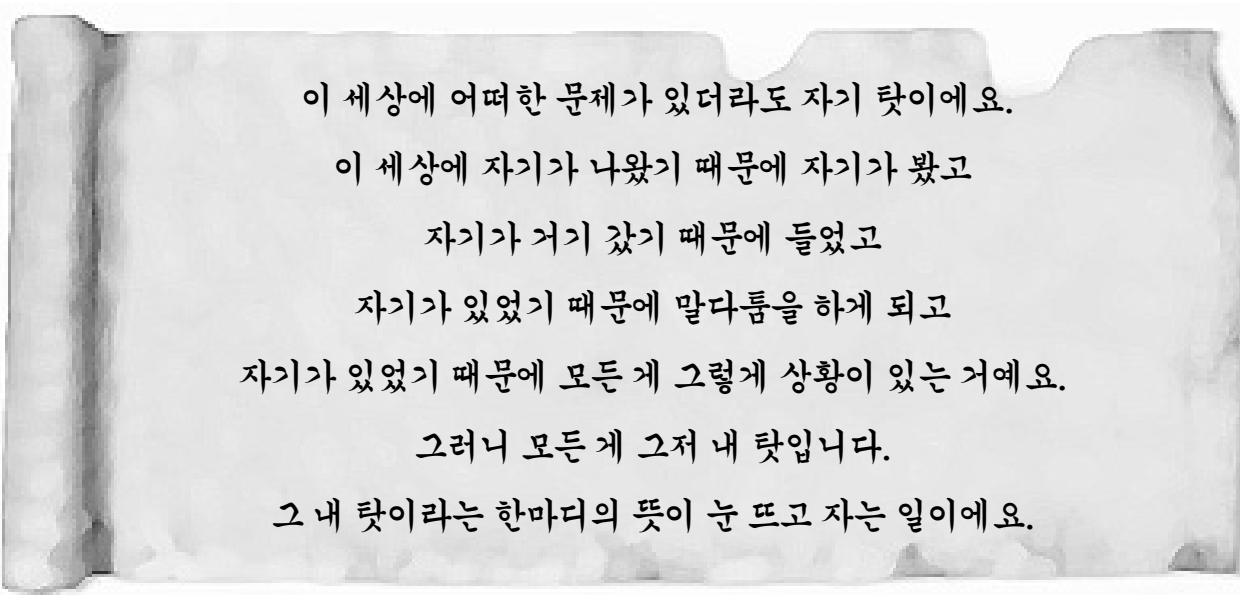 이 세상에 어떠한 문제가 있더라도 자기 탓이에요.
이 세상에 자기가 나왔기 때문에 자기가 봤고
자기가 거기 갔기 때문에 들었고
자기가 있었기 때문에 말다툼을 하게 되고
자기가 있었기 때문에 모든 게 그렇게 상황이 있는 거예요.
그러니 모든 게 그저 내 탓입니다.
그 내 탓이라는 한마디의 뜻이 눈 뜨고 자는 일이에요.